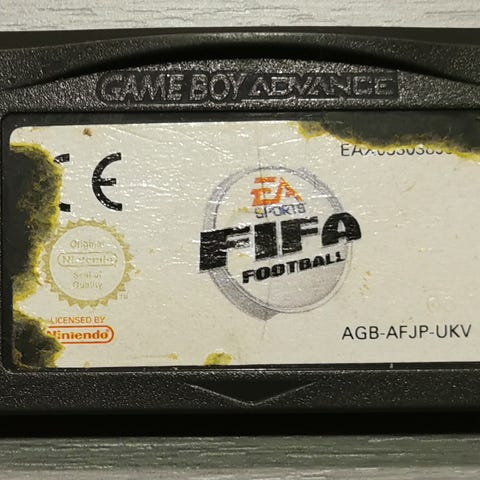 GAME BOY ADVANCE
CE
EA
SPORTS
FIFA
FOOTBALL
Original
Nintendo
Seal of
Quality
TM
LICENSED BY
Nintendo
AGB-AFJP-UKV